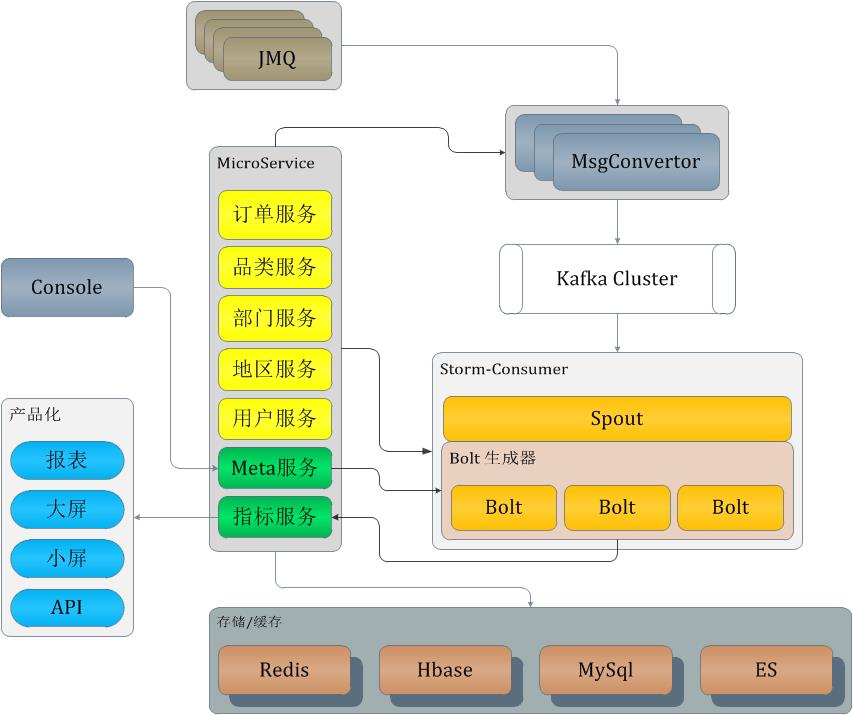 JMQ
MsgConvertor
MicroService
订单服务
品类服务
部门服务
地区服务
用户服务
Meta服务
指标服务
Console
Kafka Cluster
Storm-Consumer
Spout
Bolt 生成器
Bolt
Bolt
Bolt
产品化
报表
大屏
小屏
API
存储/缓存
Redis
Hbase
MySql
ES